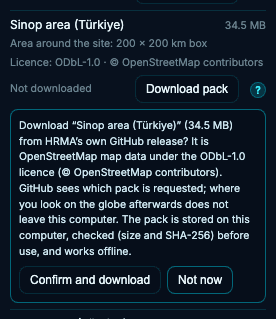 Sinop area (Türkiye) 34.5 MB
Area around the site: 200 × 200 km box
Licence: ODbL-1.0 · © OpenStreetMap contributors
Not downloaded Download pack ?
Download “Sinop area (Türkiye)” (34.5 MB)
from HRMA’s own GitHub release? It is
OpenStreetMap map data under the ODbL-1.0
licence (© OpenStreetMap contributors).
GitHub sees which pack is requested; where
you look on the globe afterwards does not
leave this computer. The pack is stored on this
computer, checked (size and SHA-256) before
use, and works offline.
Confirm and download Not now